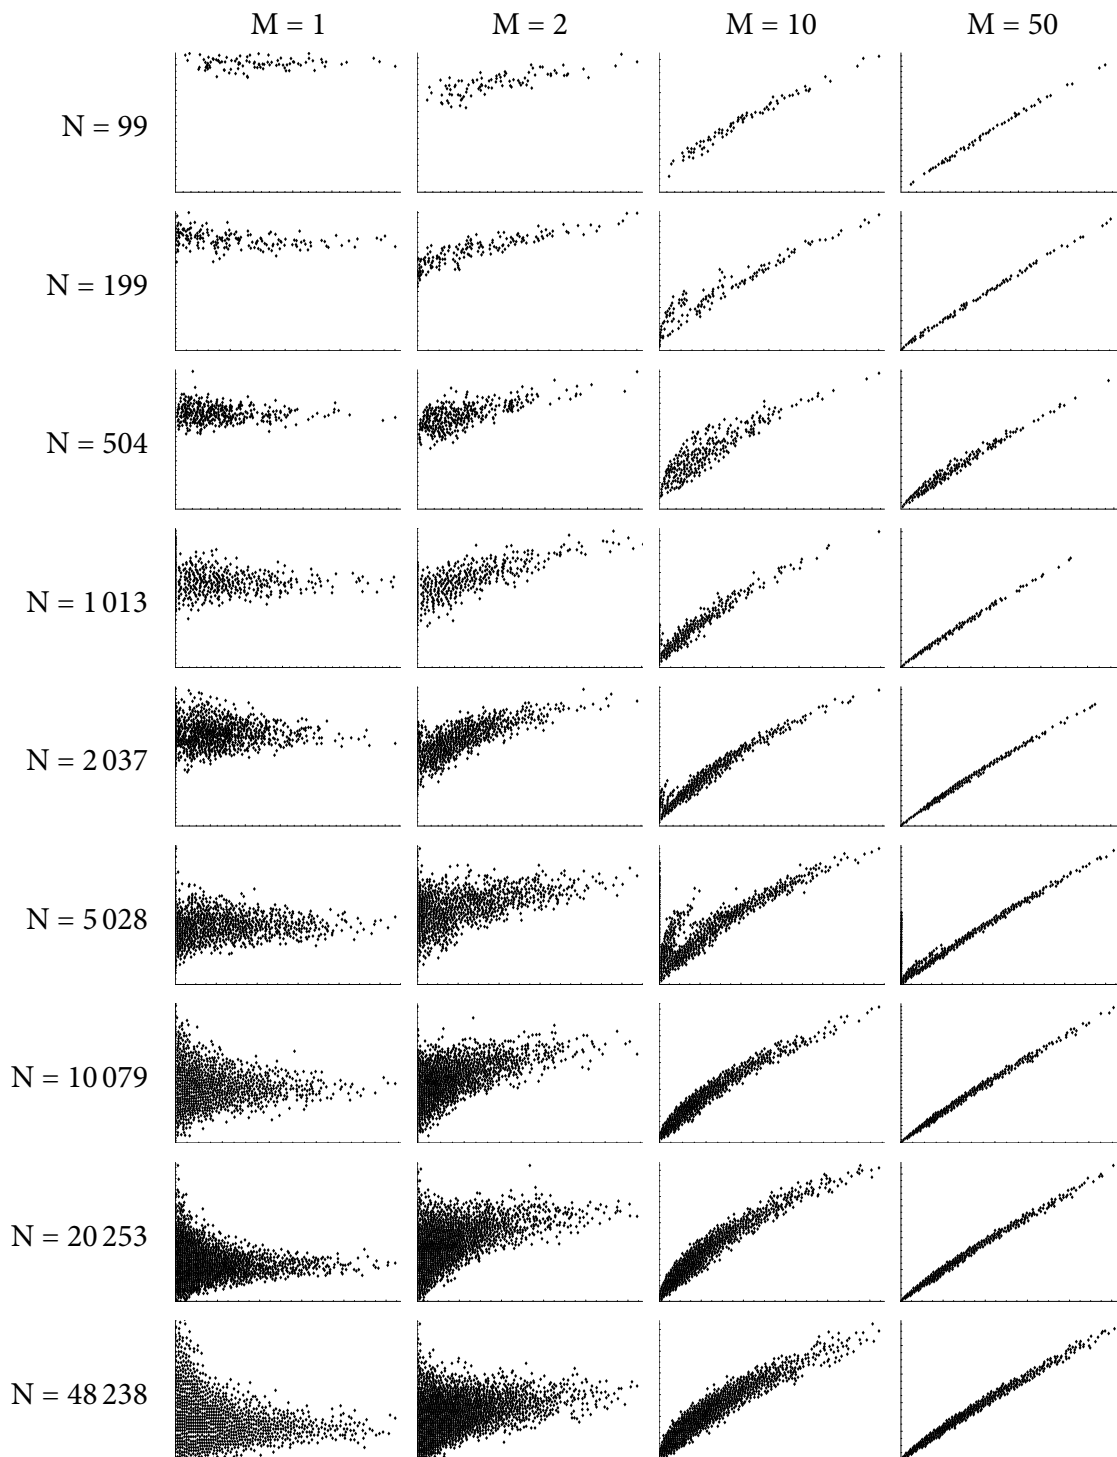 M = 1 M = 2 M = 10 M = 50
N = 99
N = 199
N = 504
N = 1 013
N = 2 037
N = 5 028
N = 10 079
N = 20 253
N = 48 238